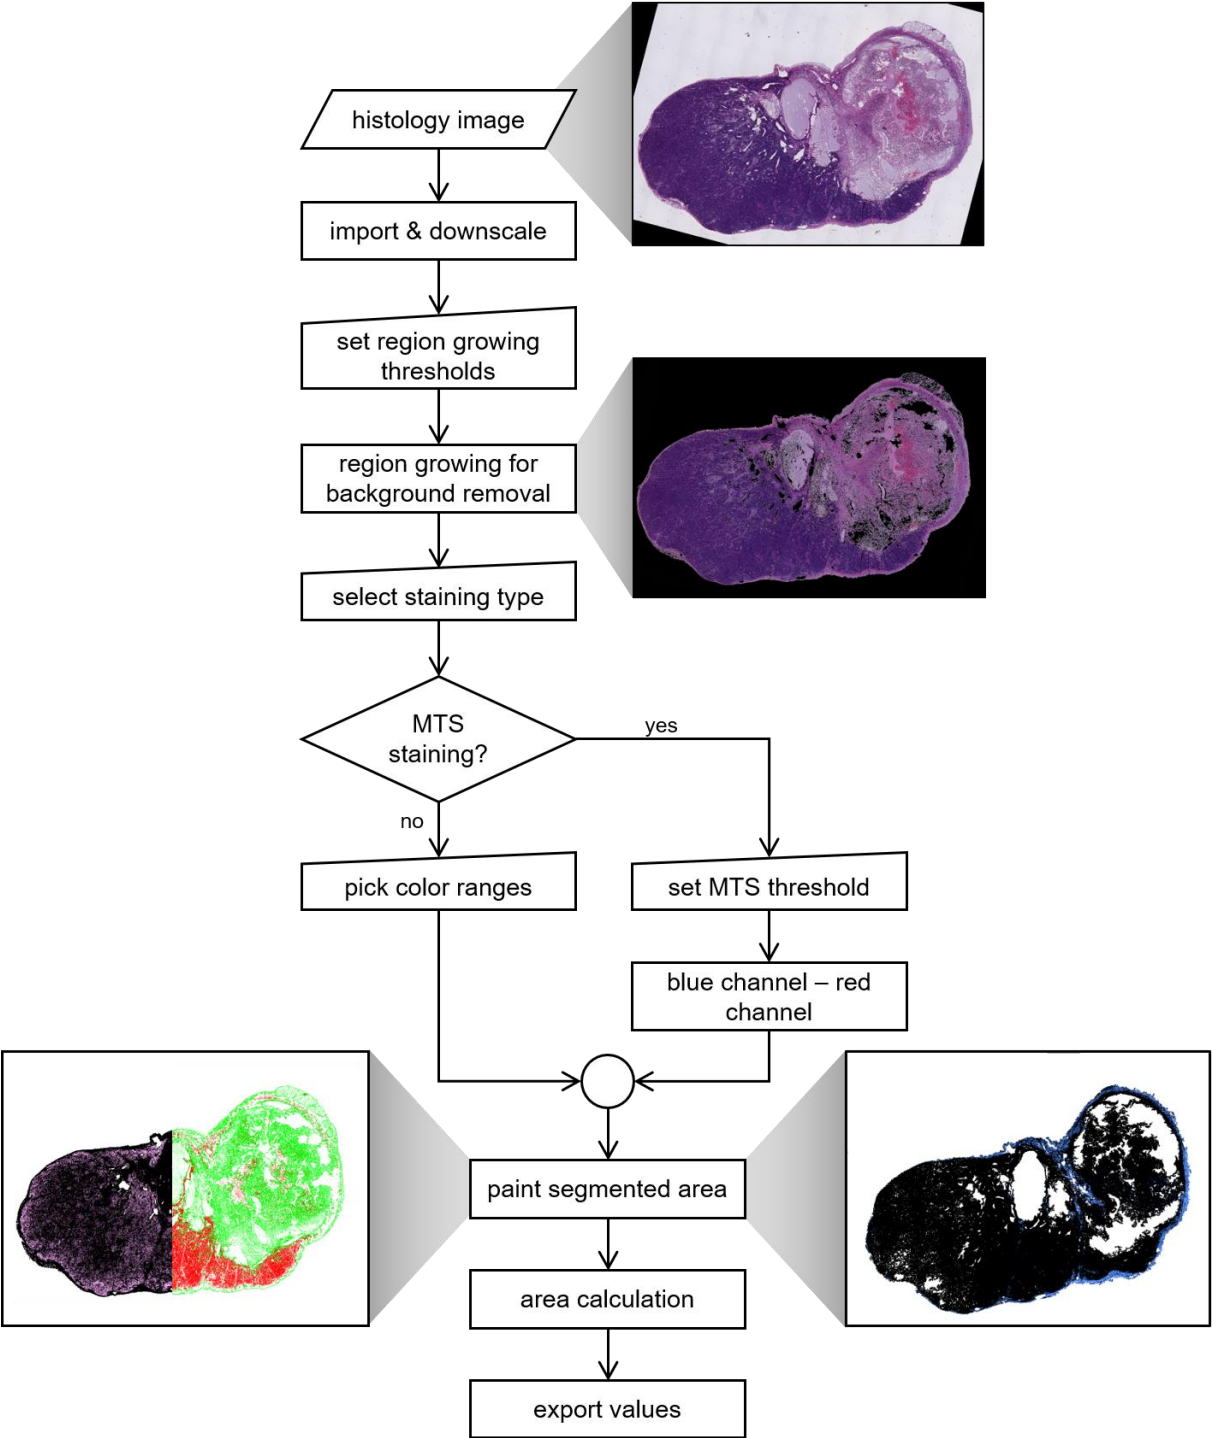 histology image
import & downscale
set region growing
thresholds
region growing for
background removal
select staining type
MTS
staining?
yes
no
pick color ranges
set MTS threshold
blue channel – red
channel
paint segmented area
area calculation
export values